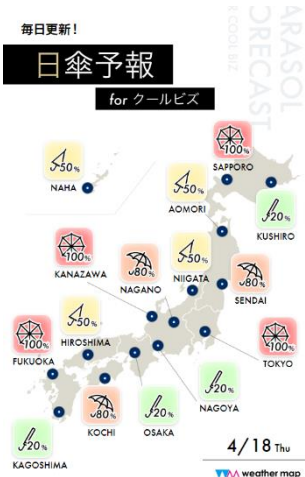 毎日更新!
日傘予報
for クールビズ
PARASOL
FORECAST
R COOL BIZ
50%
NAHA
100%
SAPPORO
50%
AOMORI
20%
KUSHIRO
100%
KANAZAWA
80%
NAGANO
50%
NIIGATA
80%
SENDAI
100%
FUKUOKA
50%
HIROSHIMA
100%
TOKYO
20%
KAGOSHIMA
80%
KOCHI
20%
OSAKA
20%
NAGOYA
4/18 Thu
weather map